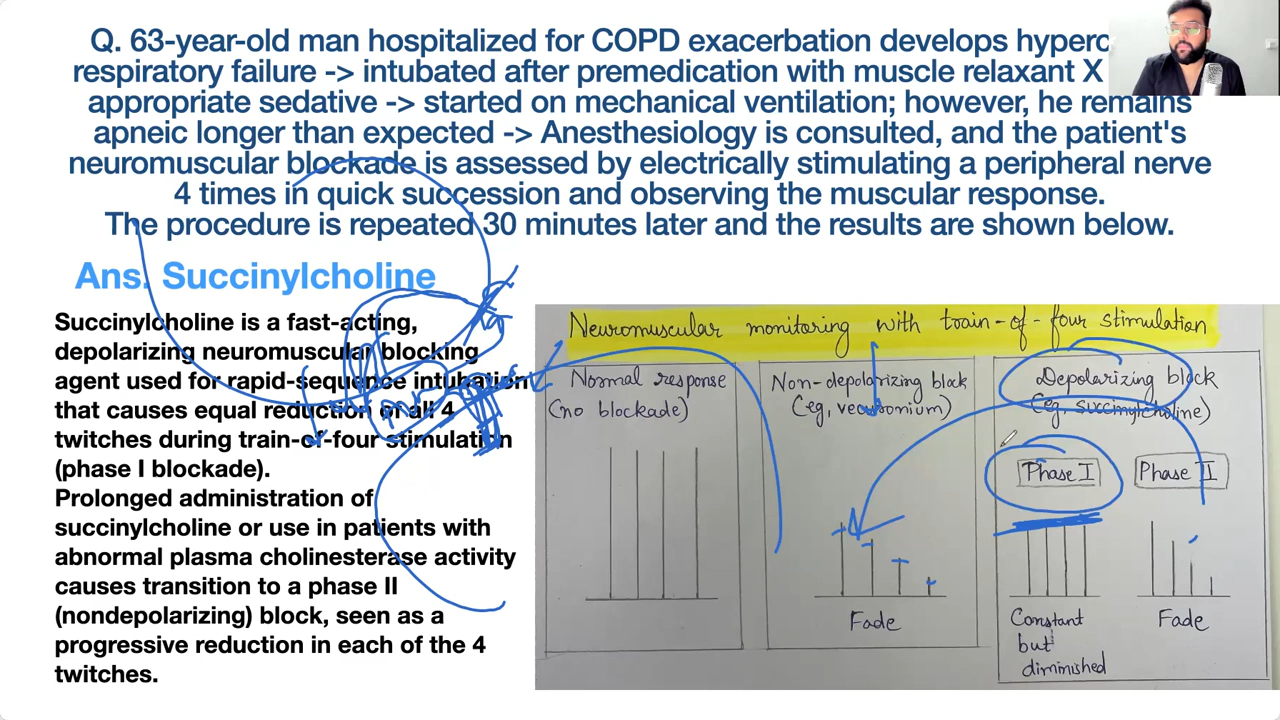 Q. 63-year-old man hospitalized for COPD exacerbation develops hyperc
respiratory failure -> intubated after premedication with muscle relaxant X
appropriate sedative -> started on mechanical ventilation; however, he remains
apneic longer than expected -> Anesthesiology is consulted, and the patient's
neuromuscular blockade is assessed by electrically stimulating a peripheral nerve
4 times in quick succession and observing the muscular response.
The procedure is repeated 30 minutes later and the results are shown below.
Ans. Succinylcholine
Succinylcholine is a fast-acting,
depolarizing neuromuscular blocking
agent used for rapid-sequence intubation
that causes equal reduction of all 4
twitches during train-of-four stimulation
(phase I blockade).
Prolonged administration of
succinylcholine or use in patients with
abnormal plasma cholinesterase activity
causes transition to a phase II
(nondepolarizing) block, seen as a
progressive reduction in each of the 4
twitches.
Neuromuscular monitoring with train-of-four stimulation
Normal response
(no blockade)
Non-depolarizing block
(eg, vecuronium)
Fade
Depolarizing block
(eg, succinylcholine)
Phase I
Phase II
Constant
but
diminished
Fade